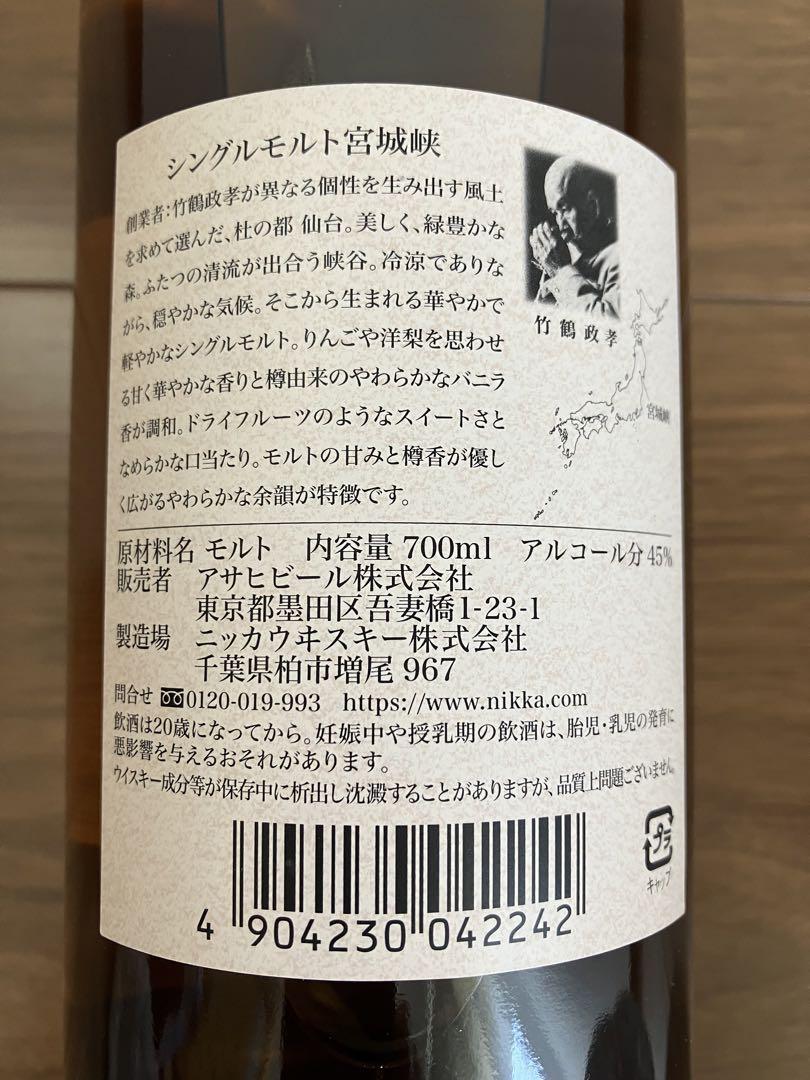 シングルモルト宮城峡
創業者:竹鶴政孝が異なる個性を生み出す風土
を求めて選んだ、杜の都 仙台。美しく、緑豊かな
森。ふたつの清流が出合う峡谷。冷涼でありな
がら、穏やかな気候。そこから生まれる華やかで
軽やかなシングルモルト。りんごや洋梨を思わせ
る甘く華やかな香りと樽由来のやわらかなバニラ
香が調和。ドライフルーツのようなスイートさと
なめらかな口当たり。モルトの甘みと樽香が優し
く広がるやわらかな余韻が特徴です。
竹鶴政孝
宮城峡
原材料名 モルト 内容量 700ml アルコール分 45%
販売者 アサヒビール株式会社
東京都墨田区吾妻橋1-23-1
製造場 ニッカウヰスキー株式会社
千葉県柏市増尾 967
問合せ 0120-019-993 https://www.nikka.com
飲酒は20歳になってから。妊娠中や授乳期の飲酒は、胎児・乳児の発育に
悪影響を与えるおそれがあります。
ウイスキー成分等が保存中に析出し沈澱することがありますが、品質上問題ございません。
プラ
キャップ
4 904230 042242